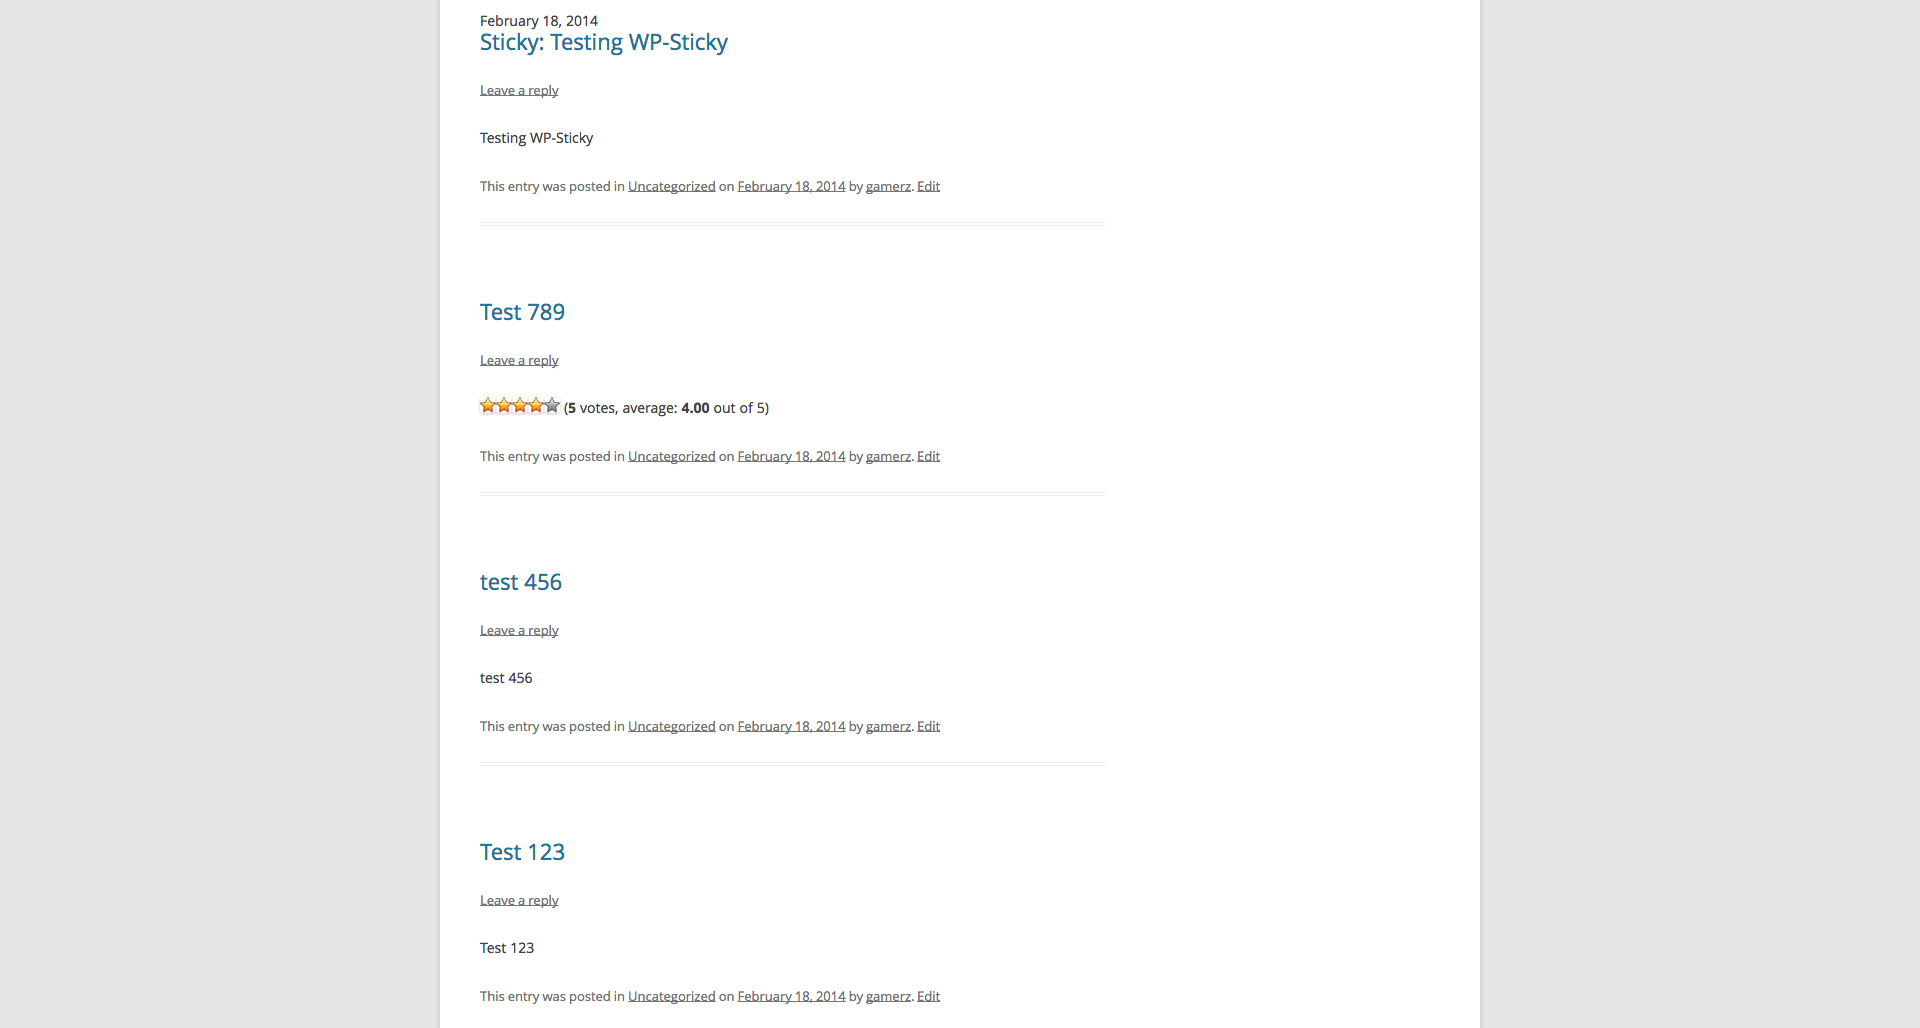 February 18, 2014
Sticky: Testing WP-Sticky
Leave a reply
Testing WP-Sticky
This entry was posted in Uncategorized on February 18, 2014 by gamerz. Edit
Test 789
Leave a reply
(5 votes, average: 4.00 out of 5)
This entry was posted in Uncategorized on February 18, 2014 by gamerz. Edit
test 456
Leave a reply
test 456
This entry was posted in Uncategorized on February 18, 2014 by gamerz. Edit
Test 123
Leave a reply
Test 123
This entry was posted in Uncategorized on February 18, 2014 by gamerz. Edit